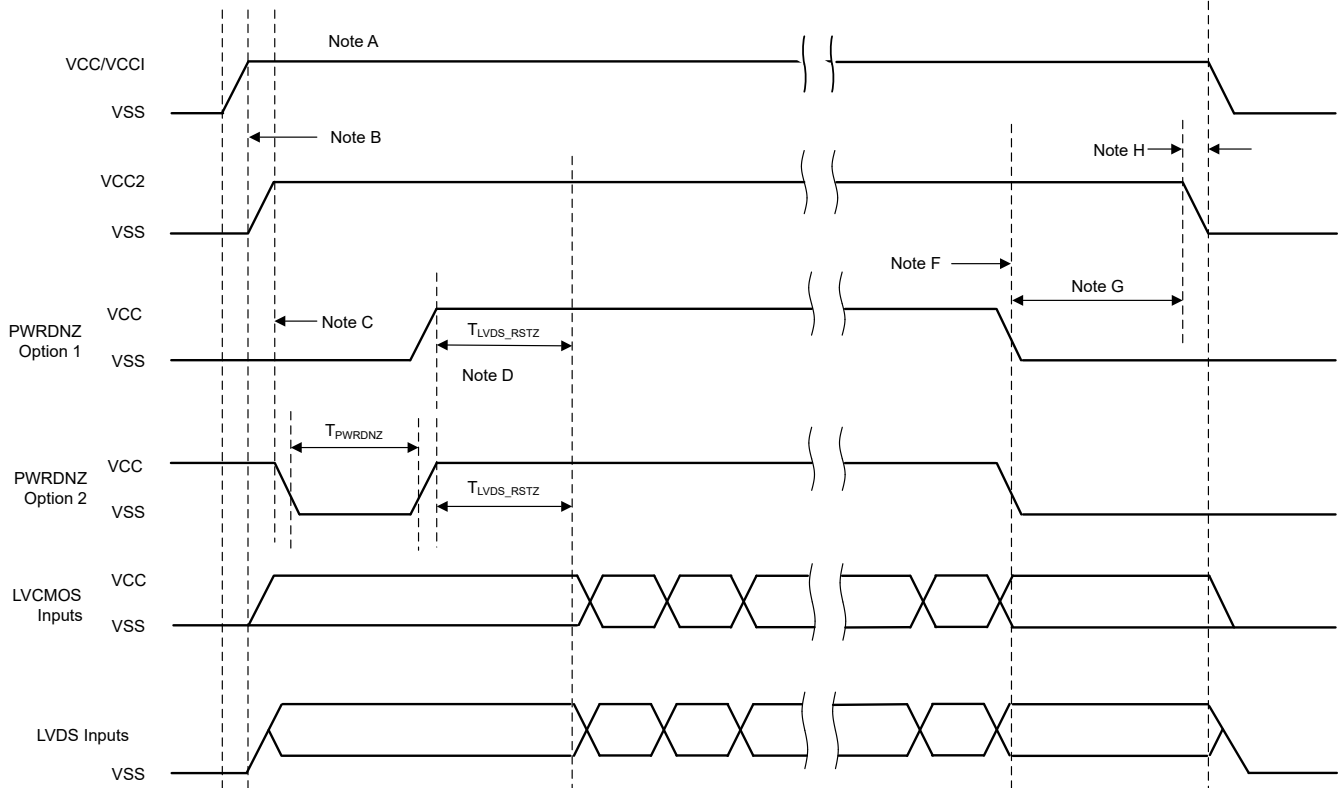 Note A
VCC/VCCI
VSS
Note B
Note H
VCC2
VSS
Note F
Note G
VCC
Note C
PWRDNZ
Option 1
TLVDS_RSTZ
VSS
Note D
TPWRDNZ
VCC
PWRDNZ
Option 2
TLVDS_RSTZ
VSS
VCC
LVCMOS
Inputs
VSS
LVDS Inputs
VSS